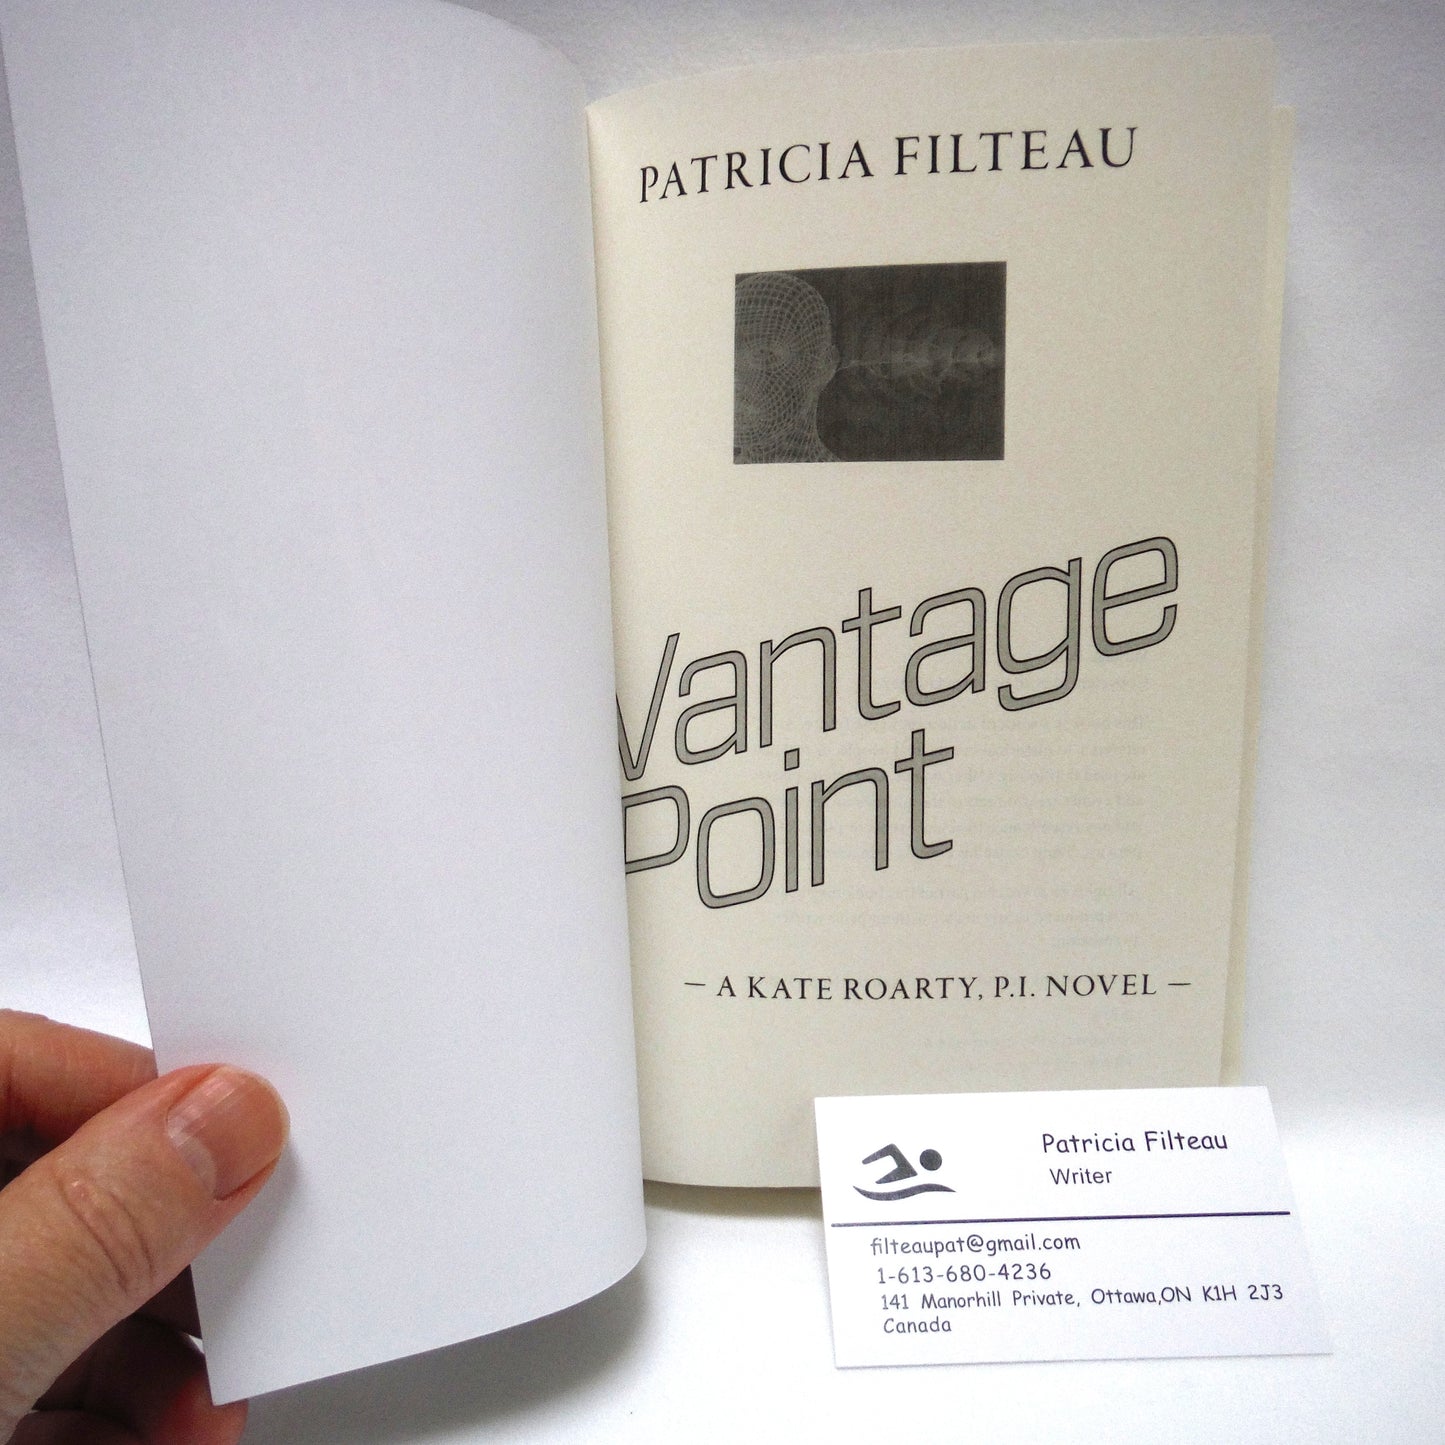 PATRICIA FILTEAU
Vantage
Point
— A KATE ROARTY, P.I. NOVEL —
Patricia Filteau
Writer
filteaupat@gmail.com
1-613-680-4236
141 Manorhill Private, Ottawa,ON K1H 2J3
Canada